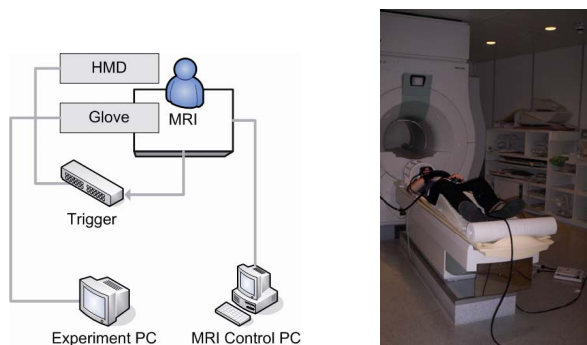 HMD
Glove
MRI
Trigger
Experiment PC
MRI Control PC